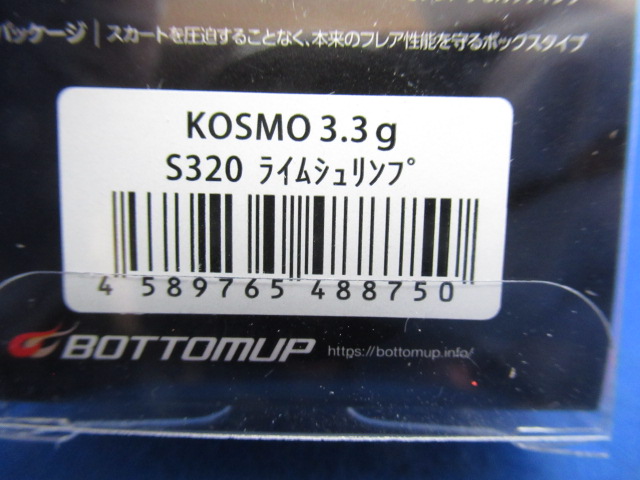 パッケージ | スカートを圧迫することなく、本来のフレア性能を守るボックスタイプ
KOSMO 3.3g
S320 ﾗｲﾑｼｭﾘﾝﾌﾟ
4 589765 488750
BOTTOMUP https://bottomup.info/